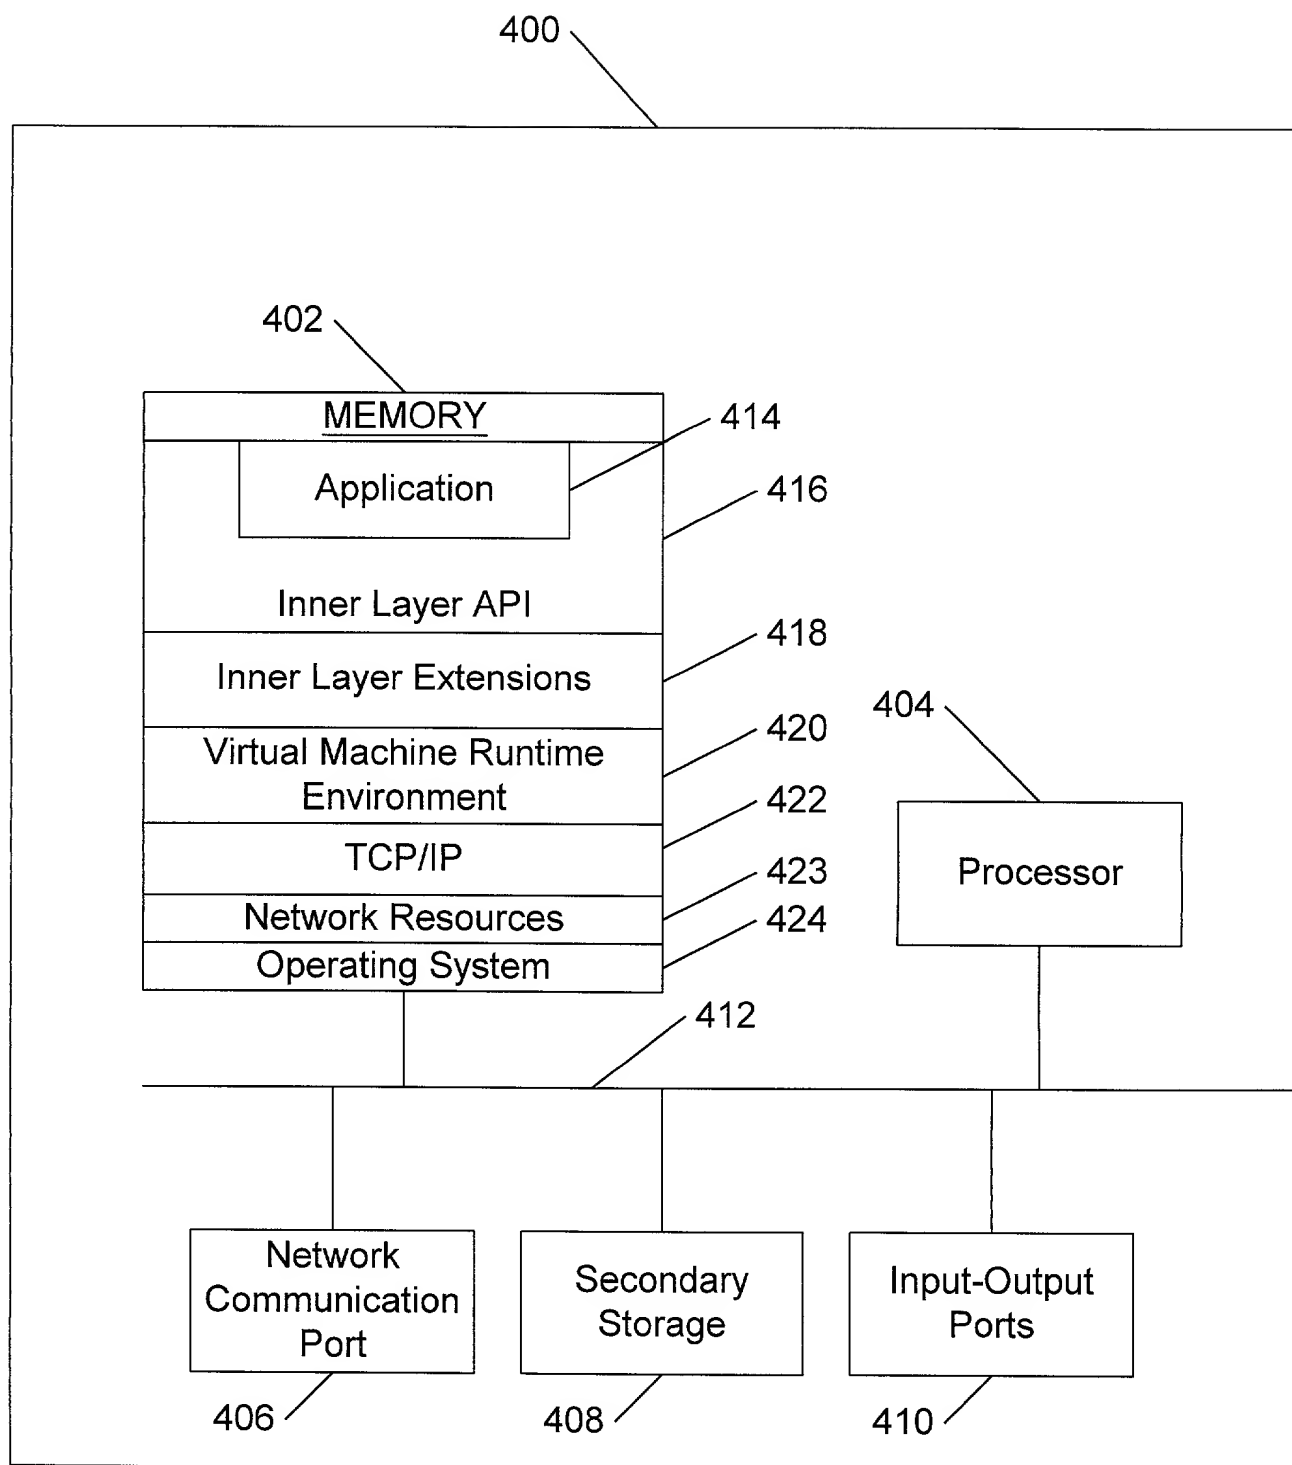 400
402
MEMORY
414
Application
416
Inner Layer API
418
Inner Layer Extensions
404
420
Virtual Machine Runtime
Environment
422
TCP/IP
Processor
423
Network Resources
424
Operating System
412
Network
Communication
Port
Secondary
Storage
Input-Output
Ports
406
408
410